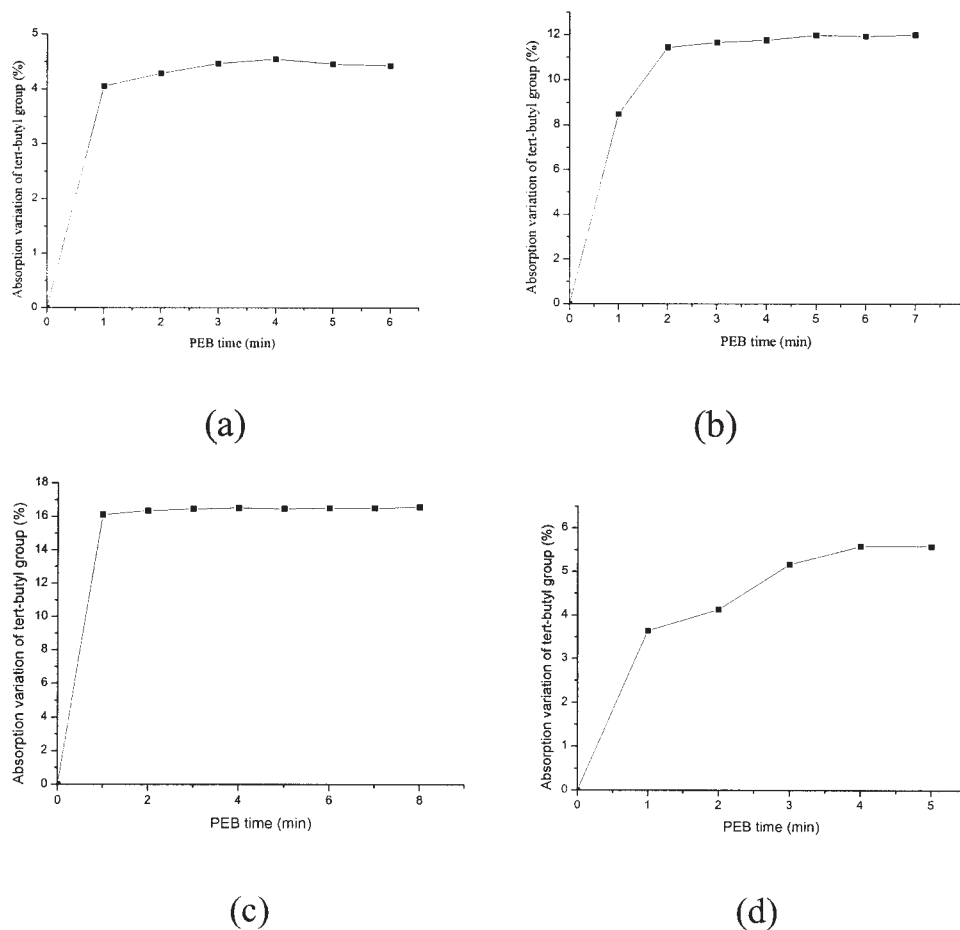 5
4
3
2
1
0
Absorption variation of tert-butyl group (%)
0 1 2 3 4 5 6
PEB time (min)
(a)
12
10
8
6
4
2
0
Absorption variation of tert-butyl group (%)
0 1 2 3 4 5 6 7
PEB time (min)
(b)
18
16
14
12
10
8
6
4
2
0
Absorption variation of tert-butyl group (%)
0 2 4 6 8
PEB time (min)
(c)
6
5
4
3
2
1
0
Absorption variation of tert-butyl group (%)
0 1 2 3 4 5
PEB time (min)
(d)